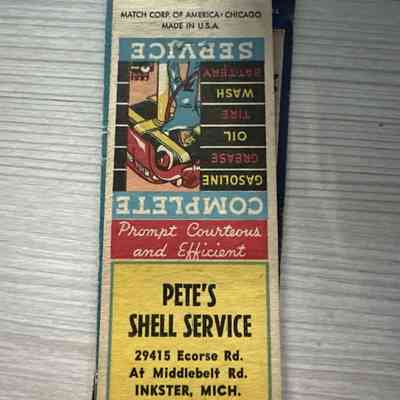 MATCH CORP. OF AMERICA • CHICAGO
MADE IN U.S.A.
COMPLETE
GASOLINE
GREASE
OIL
TIRE
WASH
BATTERY
SERVICE
Prompt Courteous
and Efficient
PETE'S
SHELL SERVICE
29415 Ecorse Rd.
At Middlebelt Rd.
INKSTER, MICH.